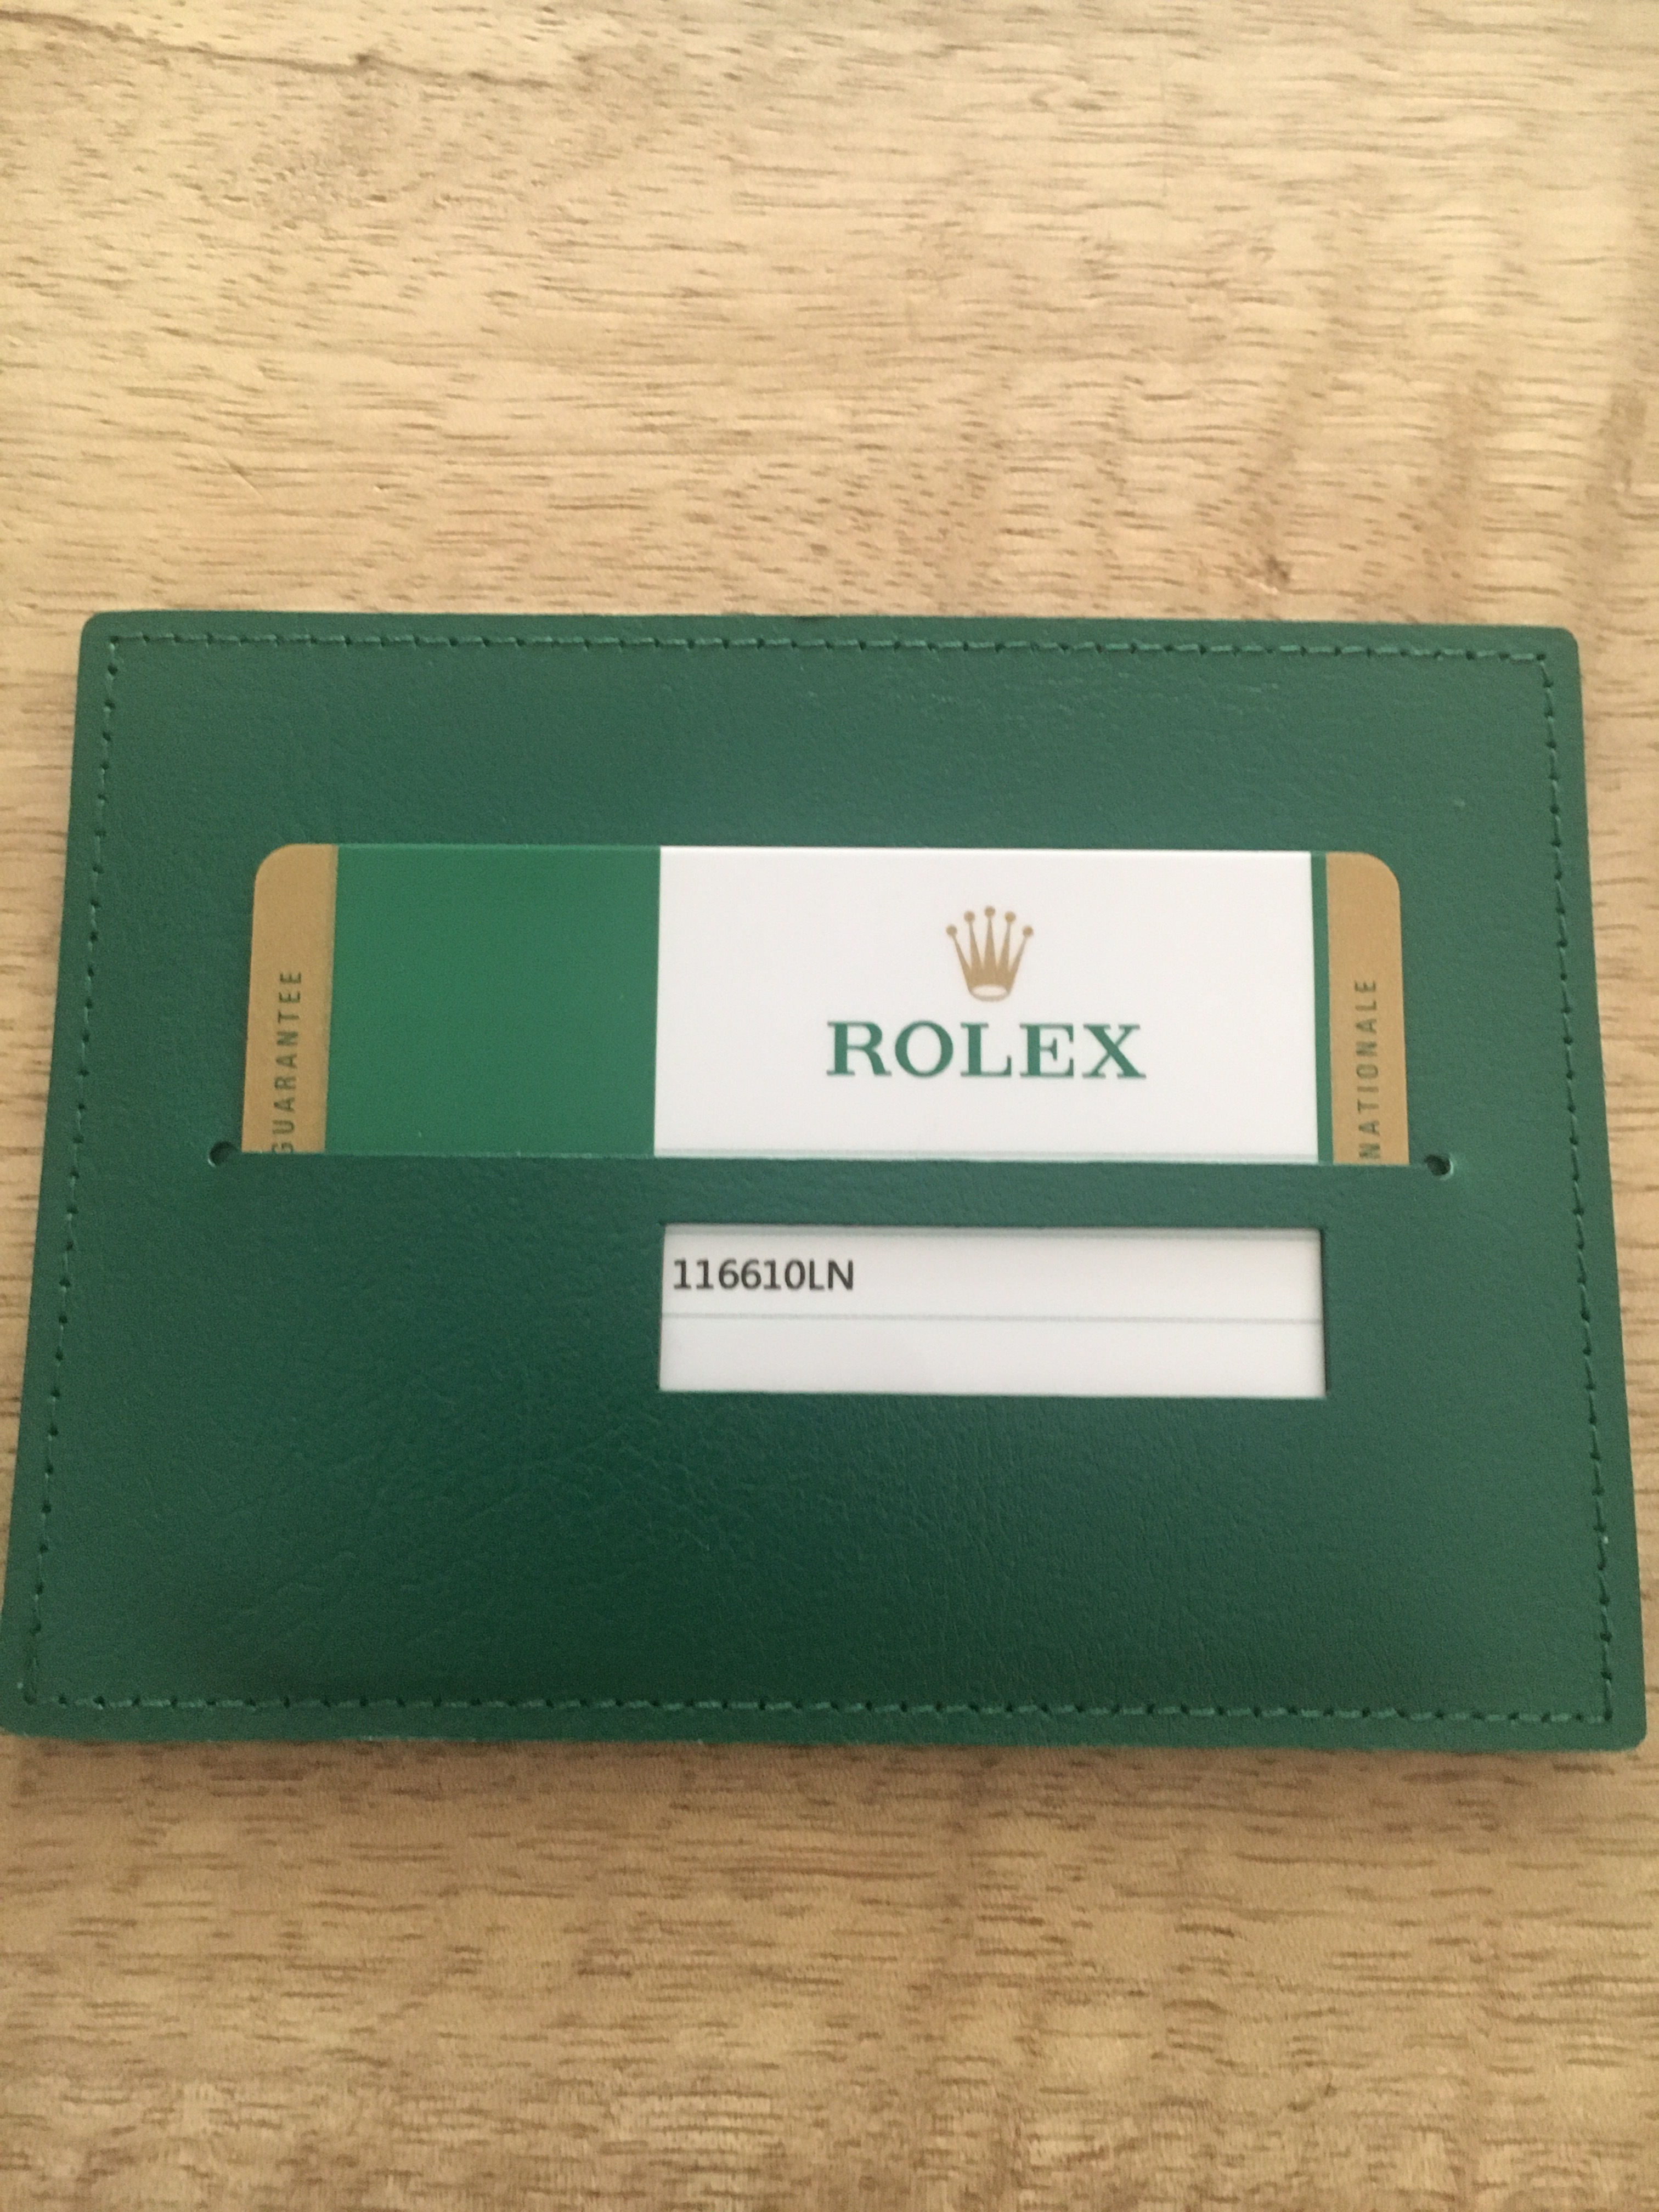 GUARANTEE
ROLEX
NATIONALE
116610LN